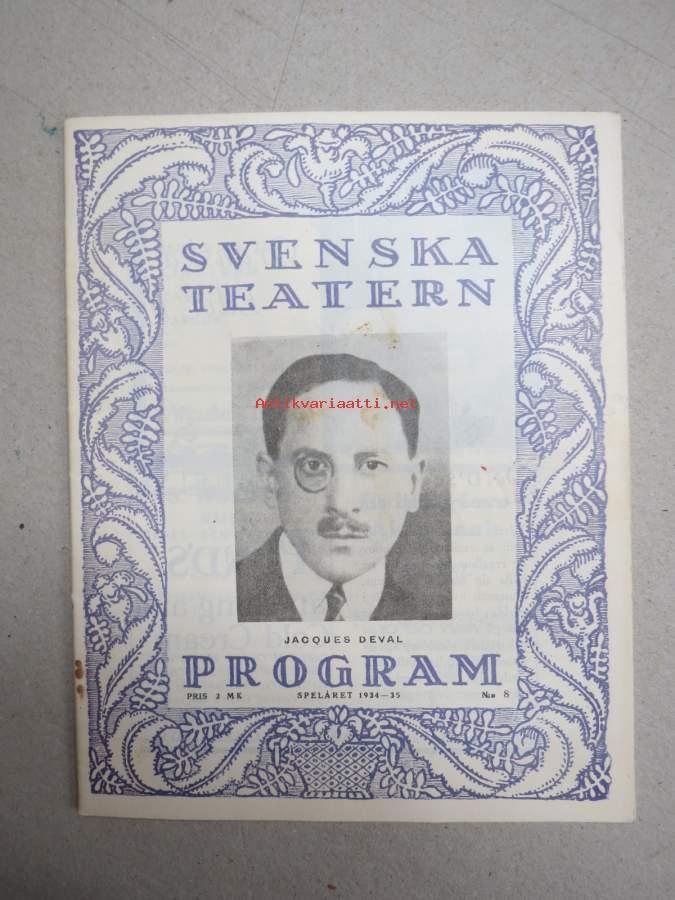 SVENSKA
TEATERN
Antikvariaatti.net
JACQUES DEVAL
PROGRAM
PRIS 2 MK SPELÅRET 1934—35 No 8